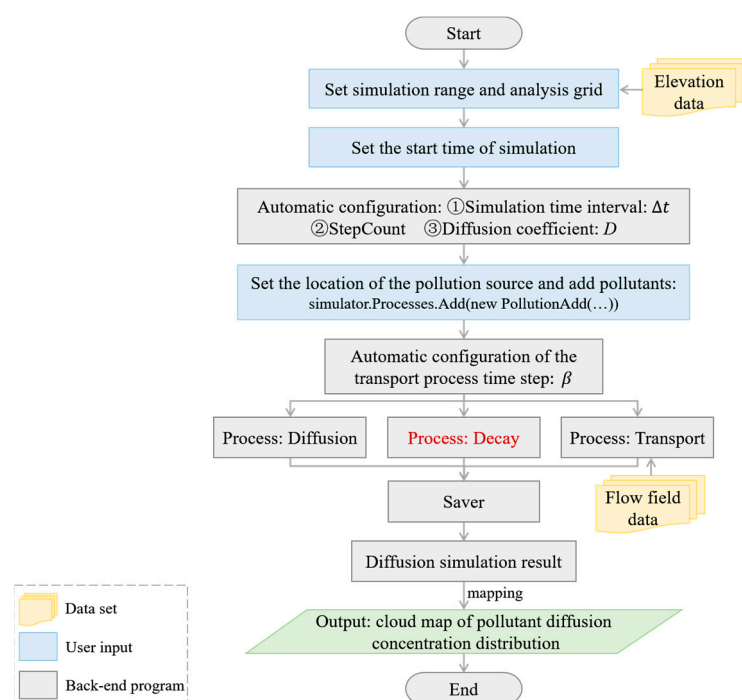 Start
Set simulation range and analysis grid
Elevation
data
Set the start time of simulation
Automatic configuration: ①Simulation time interval: Δt
②StepCount ③Diffusion coefficient: D
Set the location of the pollution source and add pollutants:
simulator.Processes.Add(new PollutionAdd(…))
Automatic configuration of the
transport process time step: β
Process: Diffusion
Process: Decay
Process: Transport
Saver
Flow field
data
Diffusion simulation result
mapping
Output: cloud map of pollutant diffusion
concentration distribution
End
Data set
User input
Back-end program